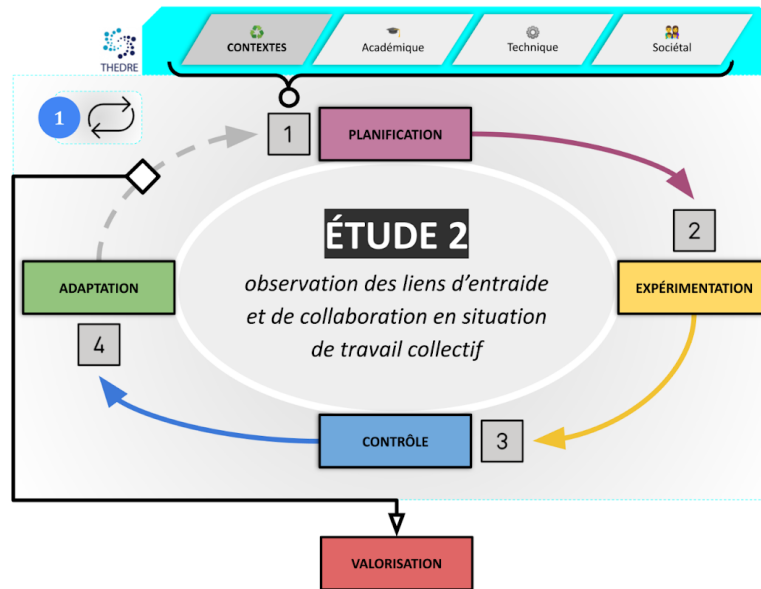 THEDRE
CONTEXTES
Académique
Technique
Sociétal
1
1
PLANIFICATION
2
ÉTUDE 2
observation des liens d’entraide
et de collaboration en situation
de travail collectif
ADAPTATION
EXPÉRIMENTATION
4
CONTRÔLE
3
VALORISATION